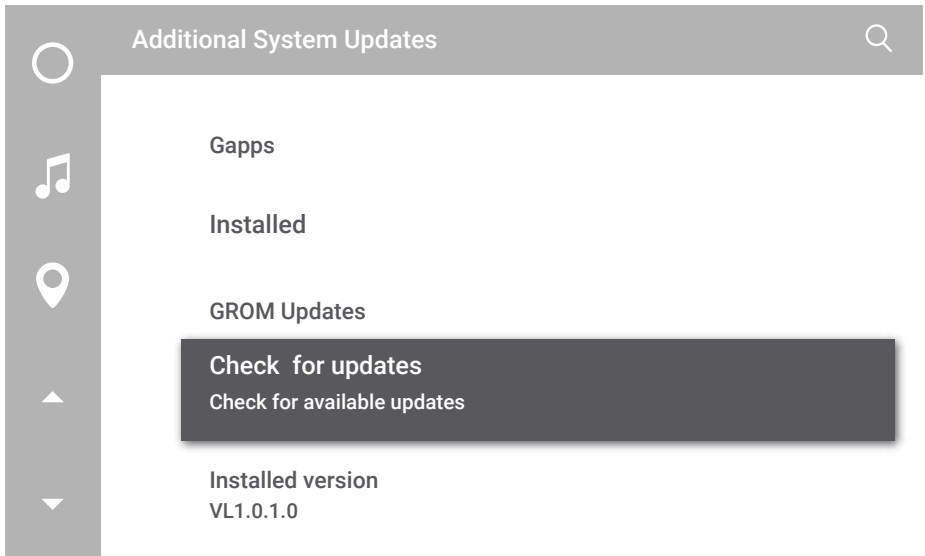 Additional System Updates
Gapps
Installed
GROM Updates
Check for updates
Check for available updates
Installed version
VL1.0.1.0